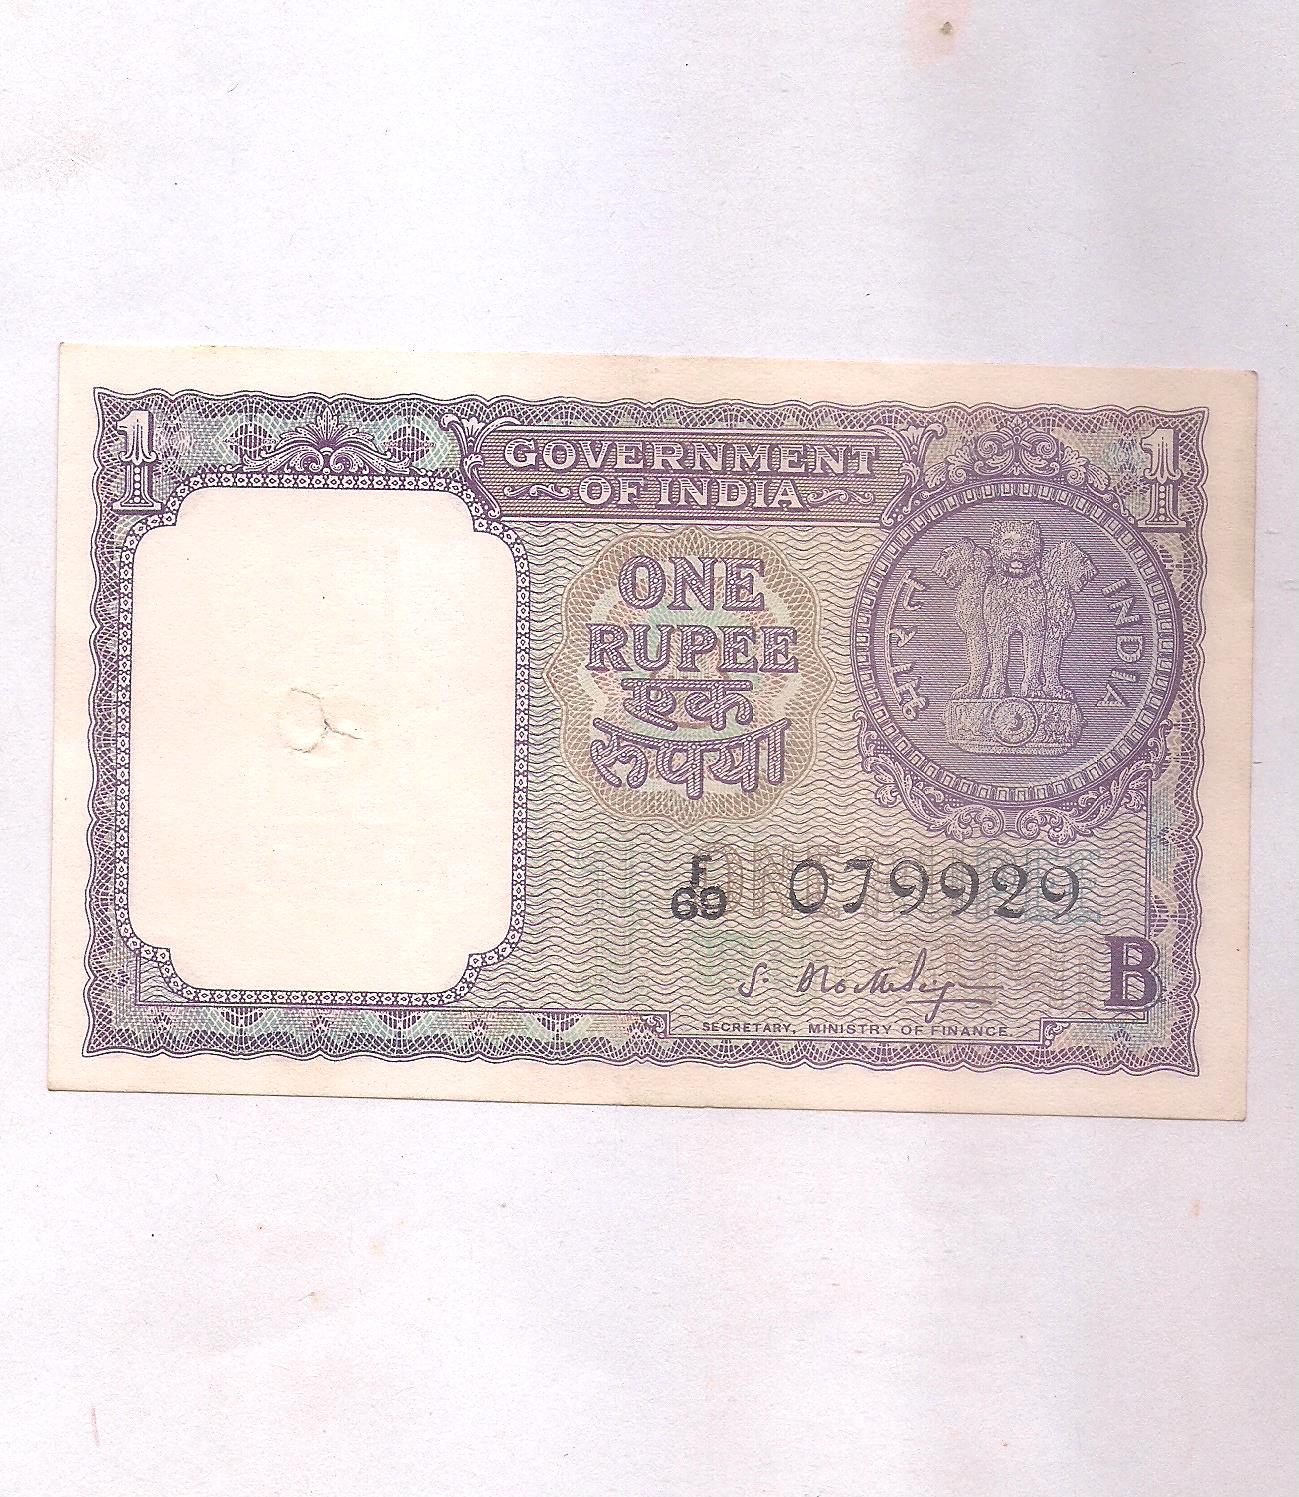 1
1
GOVERNMENT
OF INDIA
ONE
RUPEE
एक
रुपया
भारत
INDIA
F
69
079929
B
SECRETARY, MINISTRY OF FINANCE.